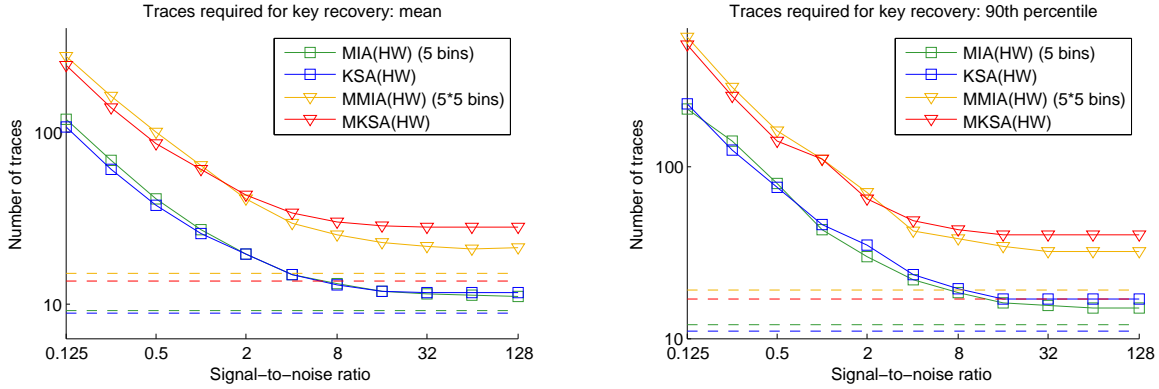 Traces required for key recovery: mean
Number of traces
100
10
MIA(HW) (5 bins)
KSA(HW)
MMIA(HW) (5*5 bins)
MKSA(HW)
0.125 0.5 2 8 32 128
Signal-to-noise ratio
Traces required for key recovery: 90th percentile
Number of traces
100
10
MIA(HW) (5 bins)
KSA(HW)
MMIA(HW) (5*5 bins)
MKSA(HW)
0.125 0.5 2 8 32 128
Signal-to-noise ratio